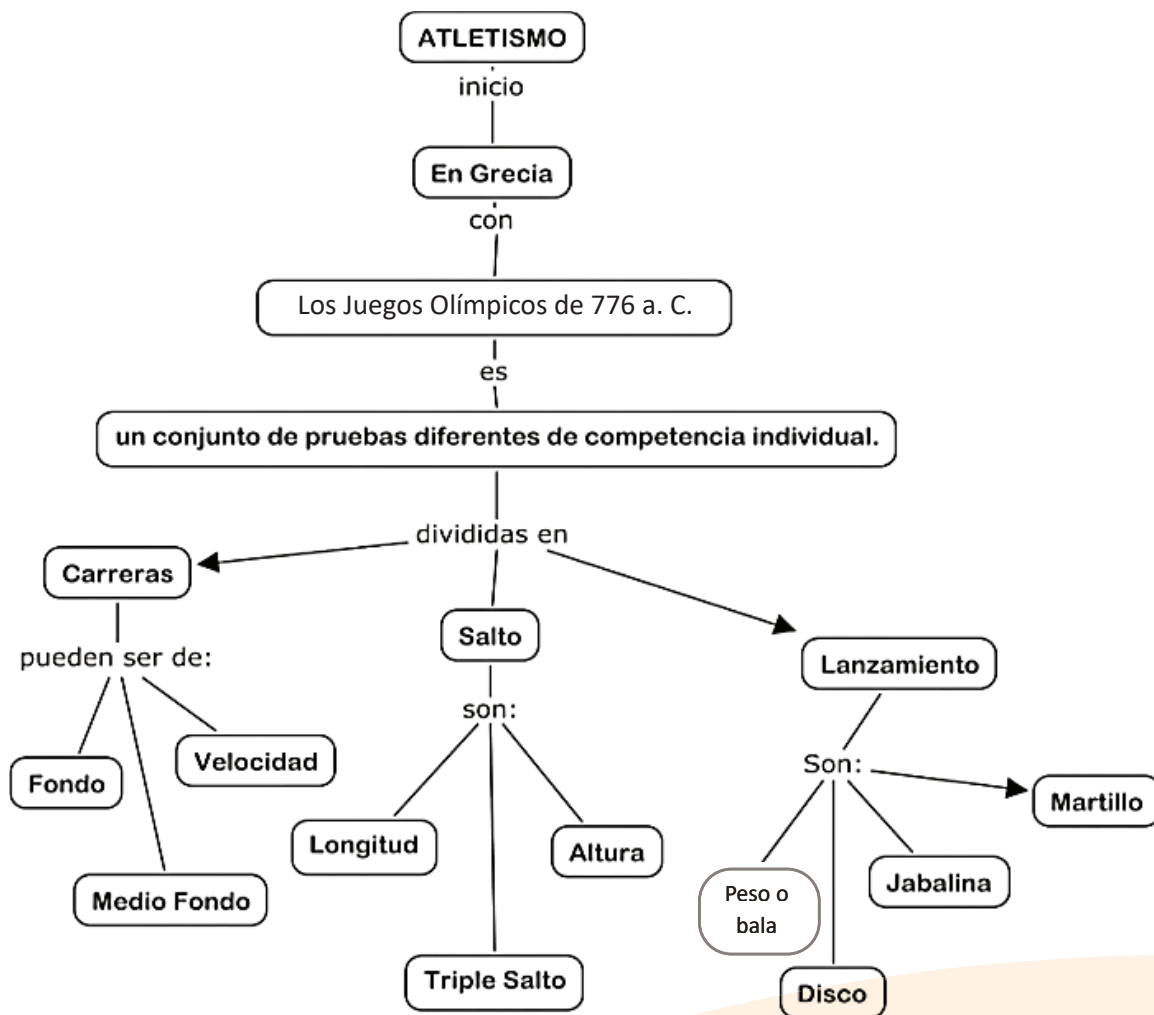 ATLETISMO
inicio
En Grecia
con
Los Juegos Olímpicos de 776 a. C.
es
un conjunto de pruebas diferentes de competencia individual.
divididas en
Carreras
pueden ser de:
Fondo
Velocidad
Medio Fondo
Salto
son:
Longitud
Altura
Triple Salto
Lanzamiento
Son:
Martillo
Jabalina
Peso o
bala
Disco